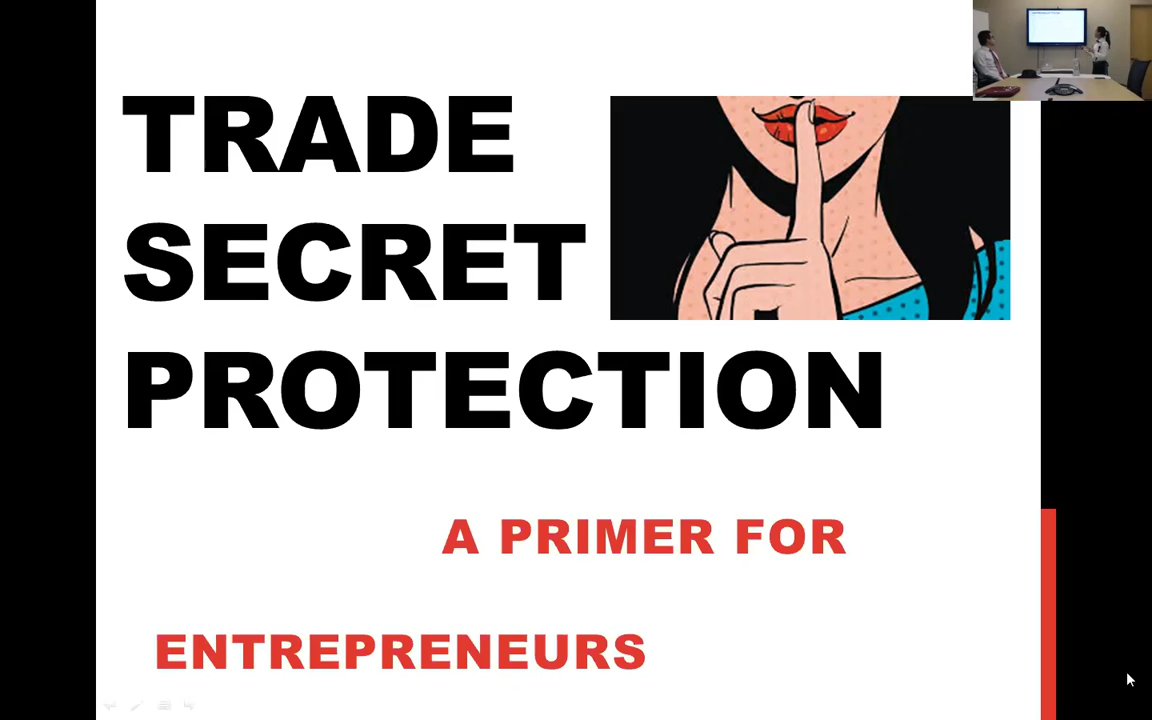 TRADE
SECRET
PROTECTION
A PRIMER FOR
ENTREPRENEURS